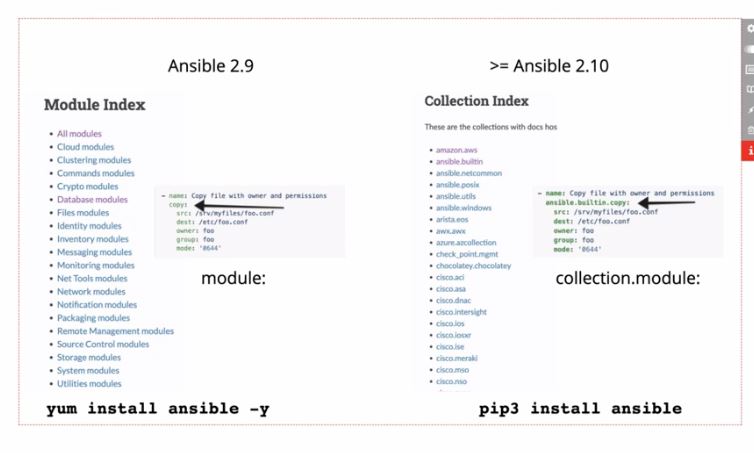 Ansible 2.9
Module Index
All modules
Cloud modules
Clustering modules
Commands modules
Crypto modules
Database modules
Files modules
Identity modules
Inventory modules
Messaging modules
Monitoring modules
Net Tools modules
Network modules
Notification modules
Packaging modules
Remote Management modules
Source Control modules
Storage modules
System modules
Utilities modules
- name: Copy file with owner and permissions
copy:
src: /srv/myfiles/foo.conf
dest: /etc/foo.conf
owner: foo
group: foo
mode: '0644'
module:
yum install ansible -y
>= Ansible 2.10
Collection Index
These are the collections with docs hos
amazon.aws
ansible.builtin
ansible.netcommon
ansible.posix
ansible.utils
ansible.windows
arista.eos
awx.awx
azure.azcollection
check_point.mgmt
chocolatey.chocolatey
cisco.aci
cisco.asa
cisco.dnac
cisco.intersight
cisco.ios
cisco.iosxr
cisco.ise
cisco.meraki
cisco.mso
cisco.nso
- name: Copy file with owner and permissions
ansible.builtin.copy:
src: /srv/myfiles/foo.conf
dest: /etc/foo.conf
owner: foo
group: foo
mode: '0644'
collection.module:
pip3 install ansible